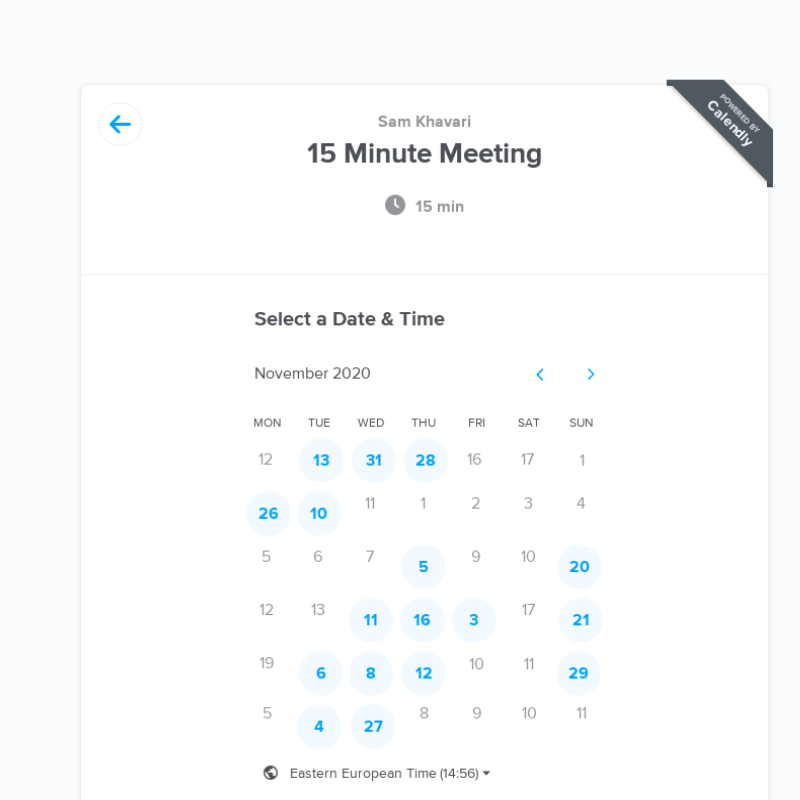 POWERED BY
Calendly
Sam Khavari
15 Minute Meeting
15 min
Select a Date & Time
November 2020
MON TUE WED THU FRI SAT SUN
12 13 31 28 16 17 1
26 10 11 1 2 3 4
5 6 7 5 9 10 20
12 13 11 16 3 17 21
19 6 8 12 10 11 29
5 4 27 8 9 10 11
Eastern European Time (14:56)